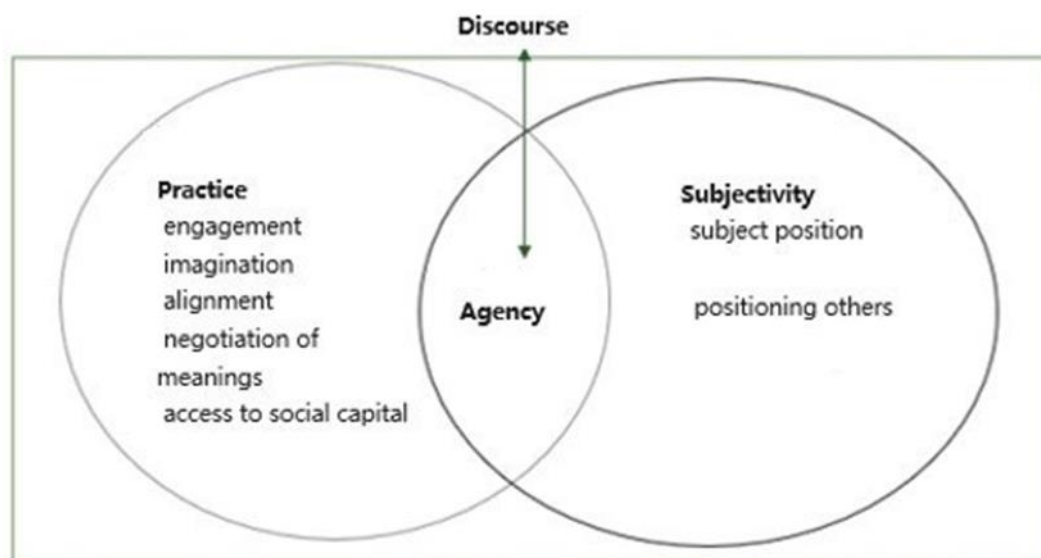 Discourse
Practice
engagement
imagination
alignment
negotiation of
meanings
access to social capital
Agency
Subjectivity
subject position
positioning others